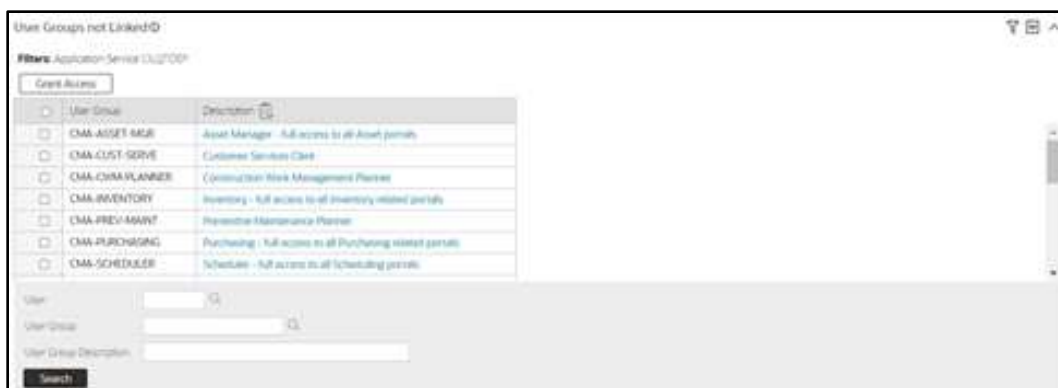 User Groups not Linked
Filters: Application Service
Grant Access
User Group Description
CMA-ASSET-MGR Asset Manager - full access to all Asset portals
CMA-CUST-SERVE Customer Services Clerk
CMA-CWM-PLANNER Construction Work Management Planner
CMA-INVENTORY Inventory - full access to all Inventory related portals
CMA-PREV-MAINT Preventive Maintenance Planner
CMA-PURCHASING Purchasing - full access to all Purchasing related portals
CMA-SCHEDULER Scheduler - full access to all Scheduling portals
User
User Group
User Group Description
Search